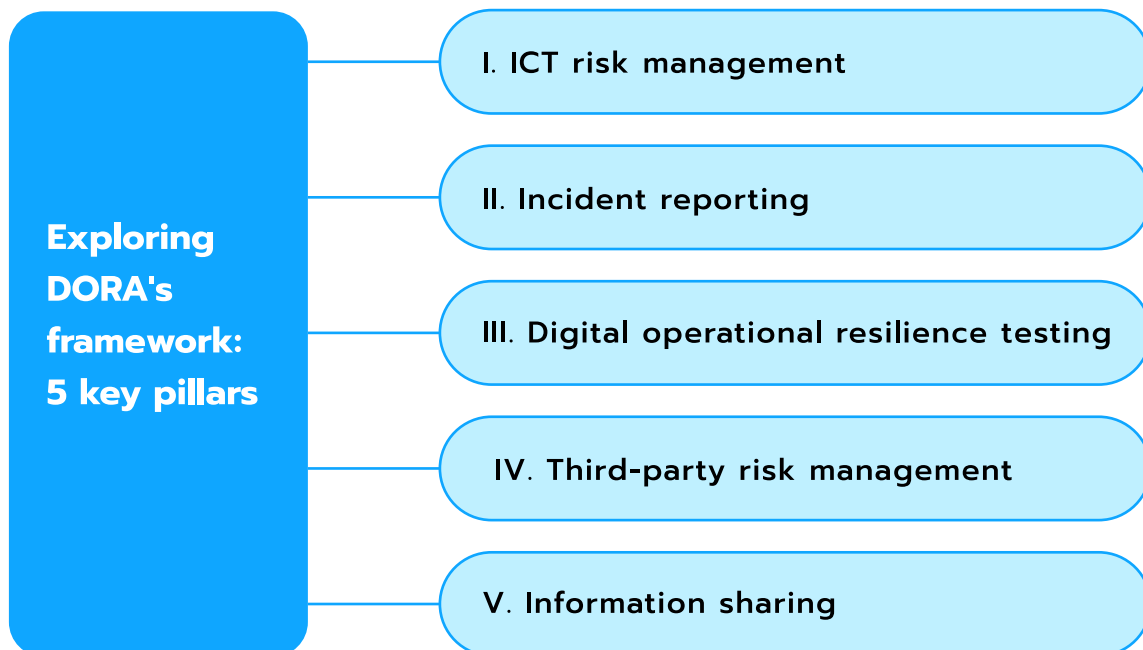 Exploring
DORA's
framework:
5 key pillars
I. ICT risk management
II. Incident reporting
III. Digital operational resilience testing
IV. Third-party risk management
V. Information sharing